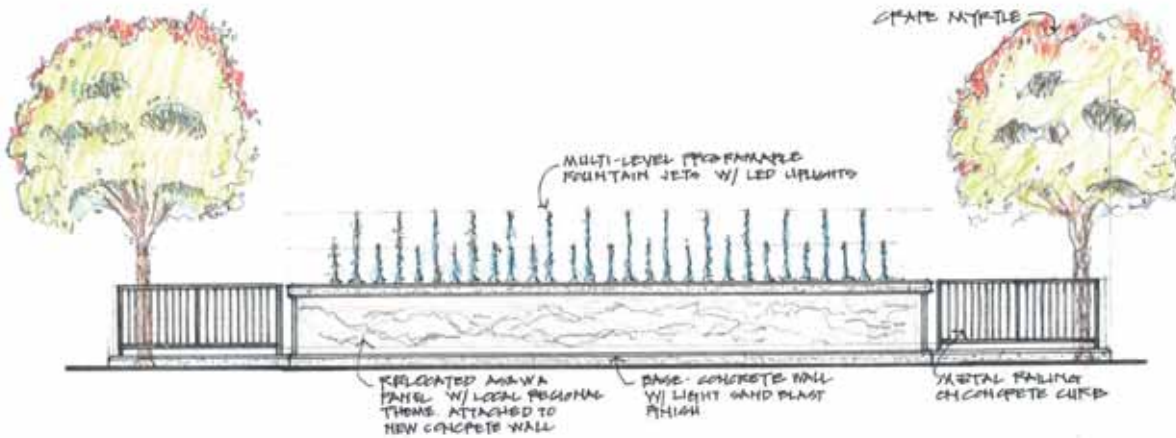 CRAPE MYRTLE
MULTI-LEVEL PROGRAMABLE
FOUNTAIN JETS W/ LED UPLIGHTS
RELOCATED ASAWA
PANEL W/ LOCAL REGIONAL
THEME. ATTACHED TO
NEW CONCRETE WALL
BASE - CONCRETE WALL
W/ LIGHT SAND BLAST
FINISH
METAL RAILING
ON CONCRETE CURB